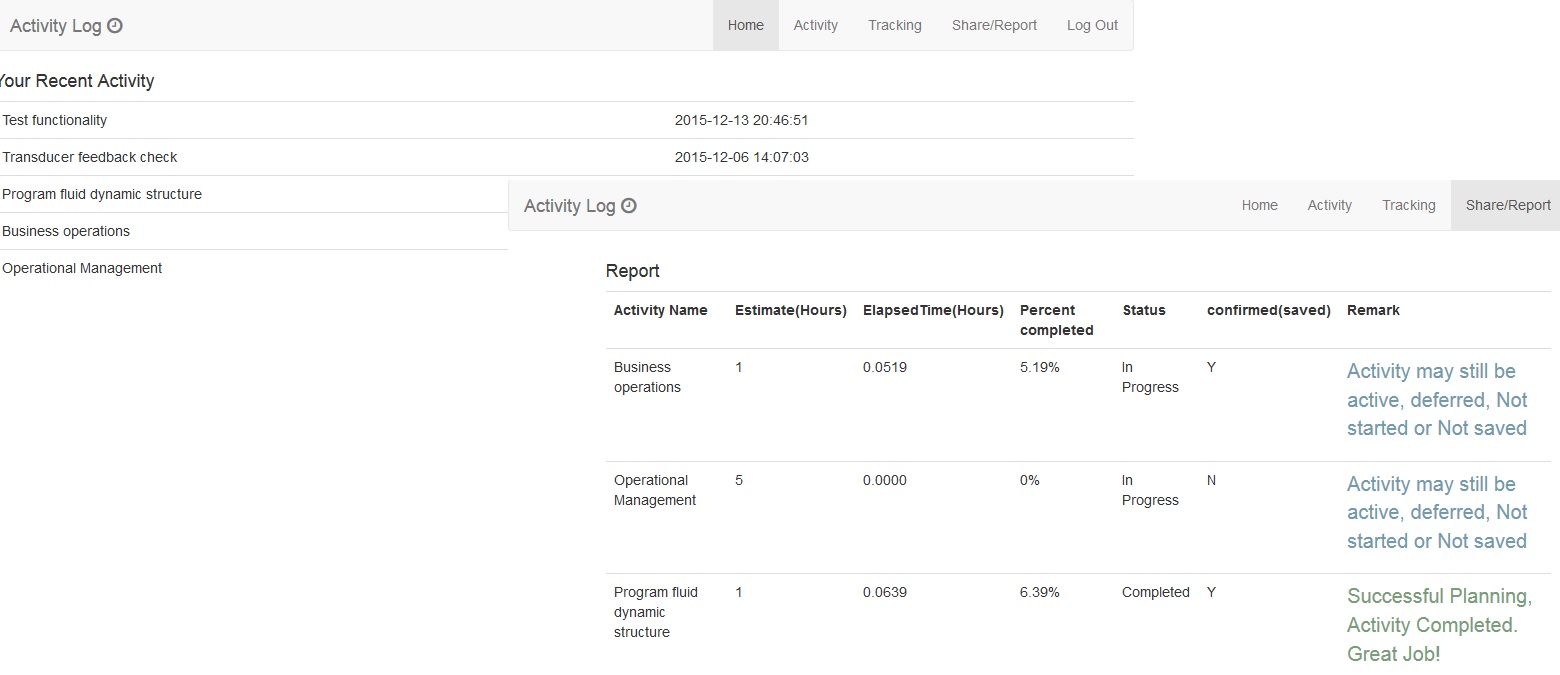 Activity Log
Home Activity Tracking Share/Report Log Out
Your Recent Activity
Test functionality 2015-12-13 20:46:51
Transducer feedback check 2015-12-06 14:07:03
Program fluid dynamic structure
Business operations
Operational Management
Activity Log
Home Activity Tracking Share/Report
Report
Activity Name Estimate(Hours) ElapsedTime(Hours) Percent completed Status confirmed(saved) Remark
Business operations 1 0.0519 5.19% In Progress Y Activity may still be active, deferred, Not started or Not saved
Operational Management 5 0.0000 0% In Progress N Activity may still be active, deferred, Not started or Not saved
Program fluid dynamic structure 1 0.0639 6.39% Completed Y Successful Planning, Activity Completed. Great Job!